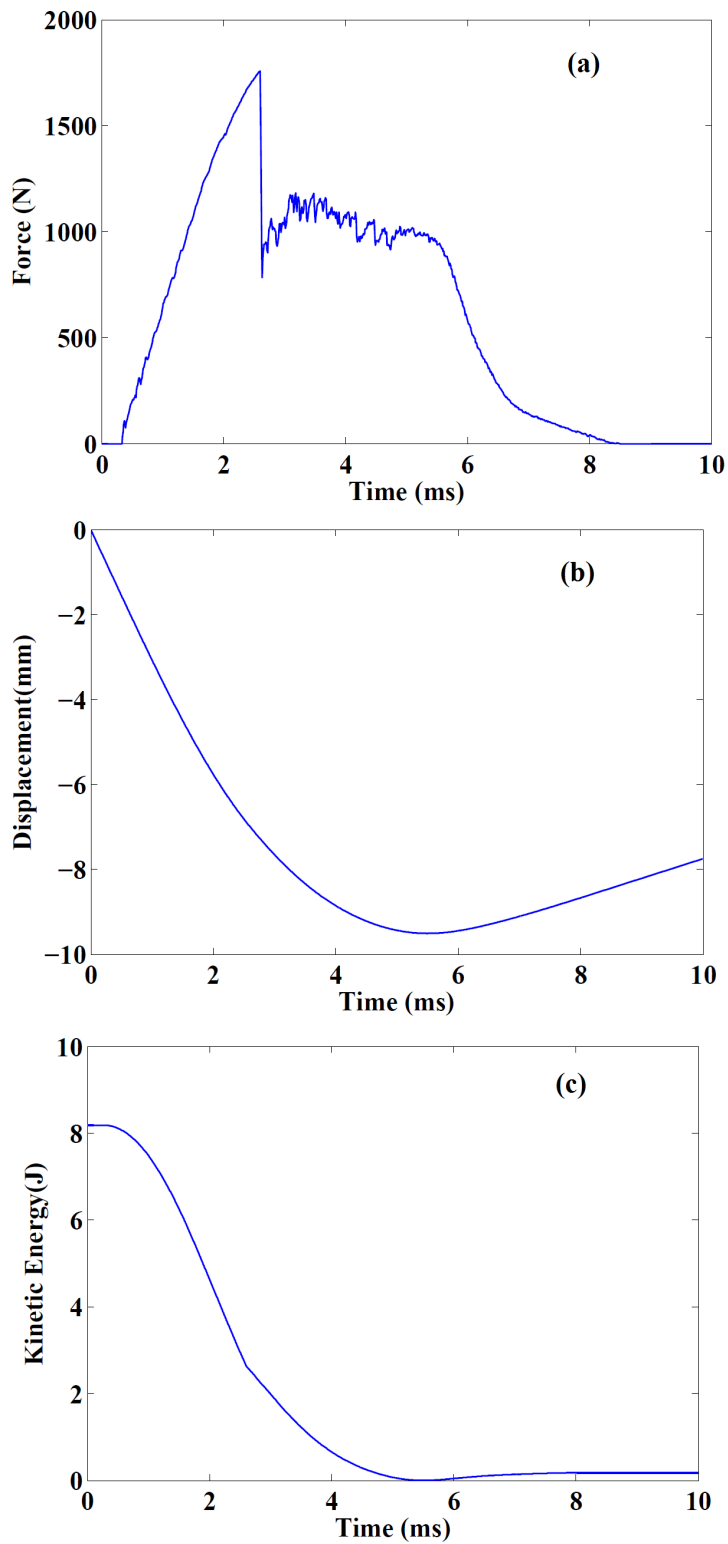 2000
(a)
1500
1000
500
0
Force (N)
0 2 4 6 8 10
Time (ms)
0
(b)
−2
−4
−6
−8
−10
Displacement(mm)
0 2 4 6 8 10
Time (ms)
10
(c)
8
6
4
2
0
Kinetic Energy(J)
0 2 4 6 8 10
Time (ms)